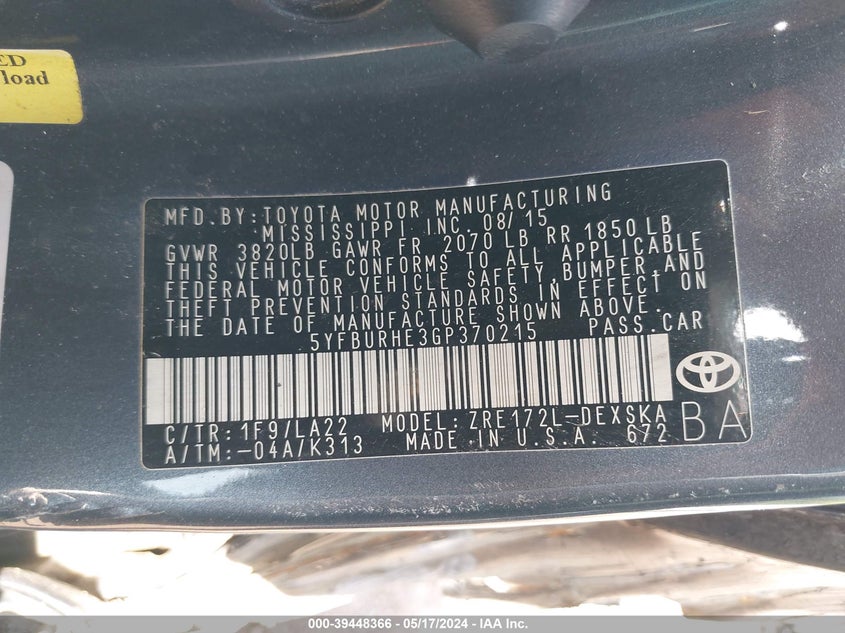 ED
load
MFD.BY: TOYOTA MOTOR MANUFACTURING
MISSISSIPPI INC. 08/15
GVWR 3820LB GAWR FR 2070 LB RR 1850 LB
THIS VEHICLE CONFORMS TO ALL APPLICABLE
FEDERAL MOTOR VEHICLE SAFETY, BUMPER, AND
THEFT PREVENTION STANDARDS IN EFFECT ON
THE DATE OF MANUFACTURE SHOWN ABOVE.
5YFBURHE3GP370215 PASS.CAR
C/TR: 1F9/LA22 MODEL: ZRE172L-DEXSKA
A/TM: -04A/K313 MADE IN U.S.A. 672
BA
000-39448366 - 05/17/2024 - IAA Inc.